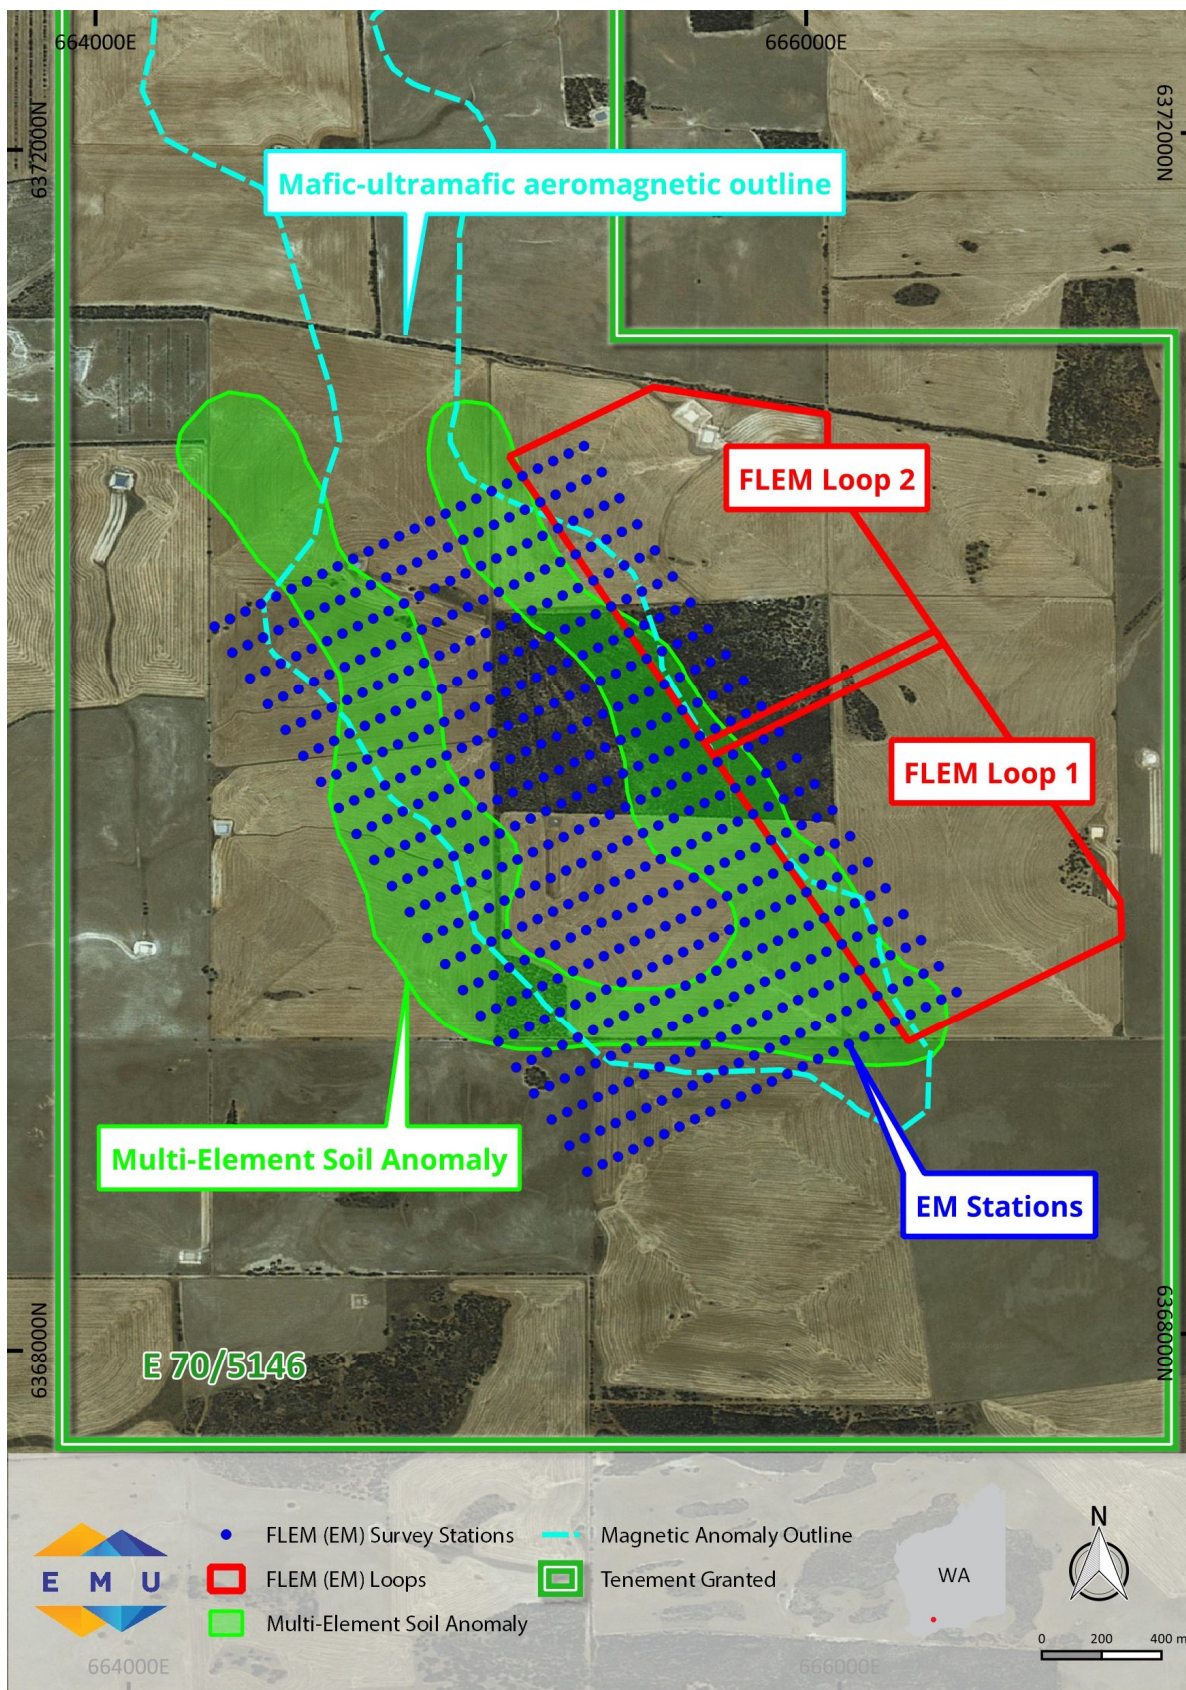 664000E
666000E
6372000N
6372000N
Mafic-ultramafic aeromagnetic outline
FLEM Loop 2
FLEM Loop 1
Multi-Element Soil Anomaly
EM Stations
6368000N
6368000N
E 70/5146
EMU
FLEM (EM) Survey Stations
FLEM (EM) Loops
Multi-Element Soil Anomaly
Magnetic Anomaly Outline
Tenement Granted
WA
N
0 200 400 m
664000E
666000E